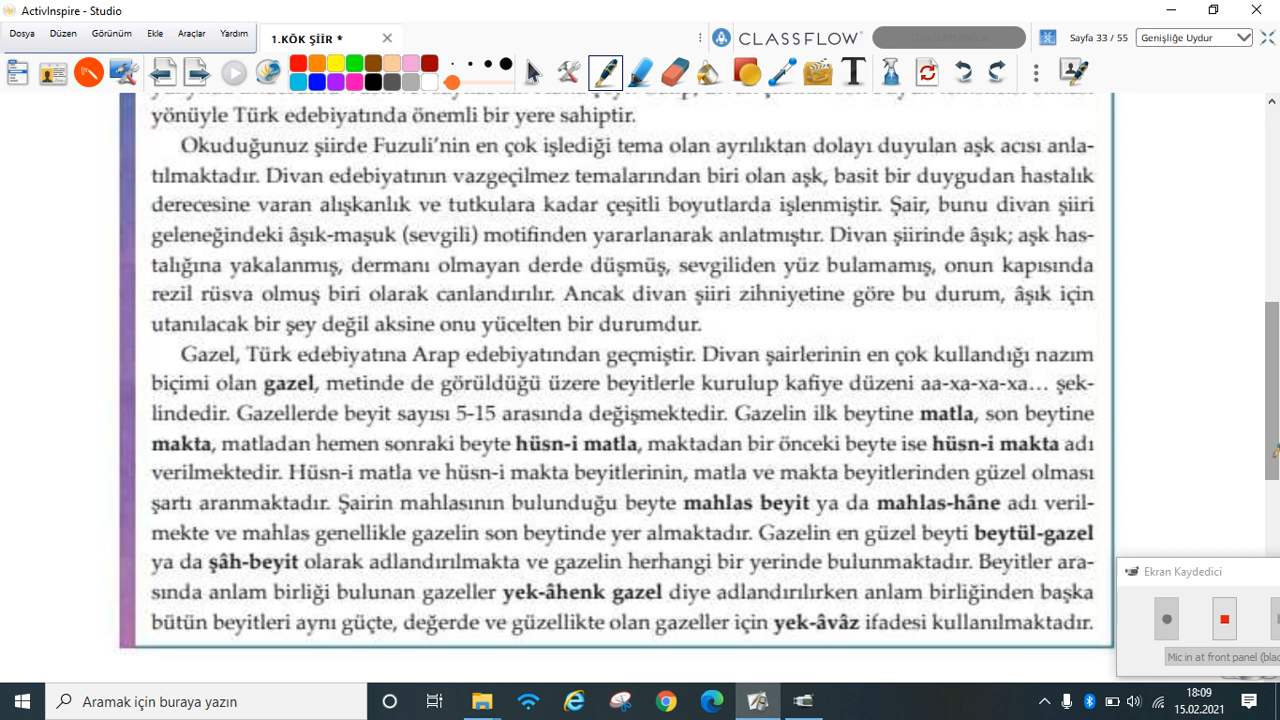 ActivInspire - Studio
Dosya Düzen Görünüm Ekle Araçlar Yardım
1.KÖK ŞİİR *
CLASSFLOW
Sayfa 33 / 55
Genişliğe Uydur
yönüyle Türk edebiyatında önemli bir yere sahiptir.
Okuduğunuz şiirde Fuzuli'nin en çok işlediği tema olan ayrılıktan dolayı duyulan aşk acısı anla-
tılmaktadır. Divan edebiyatının vazgeçilmez temalarından biri olan aşk, basit bir duygudan hastalık
derecesine varan alışkanlık ve tutkulara kadar çeşitli boyutlarda işlenmiştir. Şair, bunu divan şiiri
geleneğindeki âşık-maşuk (sevgili) motifinden yararlanarak anlatmıştır. Divan şiirinde âşık; aşk has-
talığına yakalanmış, dermanı olmayan derde düşmüş, sevgiliden yüz bulamamış, onun kapısında
rezil rüsva olmuş biri olarak canlandırılır. Ancak divan şiiri zihniyetine göre bu durum, âşık için
utanılacak bir şey değil aksine onu yücelten bir durumdur.
Gazel, Türk edebiyatına Arap edebiyatından geçmiştir. Divan şairlerinin en çok kullandığı nazım
biçimi olan gazel, metinde de görüldüğü üzere beyitlerle kurulup kafiye düzeni aa-xa-xa-xa... şek-
lindedir. Gazellerde beyit sayısı 5-15 arasında değişmektedir. Gazelin ilk beytine matla, son beytine
makta, matladan hemen sonraki beyte hüsn-i matla, maktadan bir önceki beyte ise hüsn-i makta adı
verilmektedir. Hüsn-i matla ve hüsn-i makta beyitlerinin, matla ve makta beyitlerinden güzel olması
şartı aranmaktadır. Şairin mahlasının bulunduğu beyte mahlas beyit ya da mahlas-hâne adı veril-
mekte ve mahlas genellikle gazelin son beytinde yer almaktadır. Gazelin en güzel beyti beytül-gazel
ya da şâh-beyit olarak adlandırılmakta ve gazelin herhangi bir yerinde bulunmaktadır. Beyitler ara-
sında anlam birliği bulunan gazeller yek-âhenk gazel diye adlandırılırken anlam birliğinden başka
bütün beyitleri aynı güçte, değerde ve güzellikte olan gazeller için yek-âvâz ifadesi kullanılmaktadır.
Ekran Kaydedici
Mic in at front panel (blac
Aramak için buraya yazın
18:09
15.02.2021